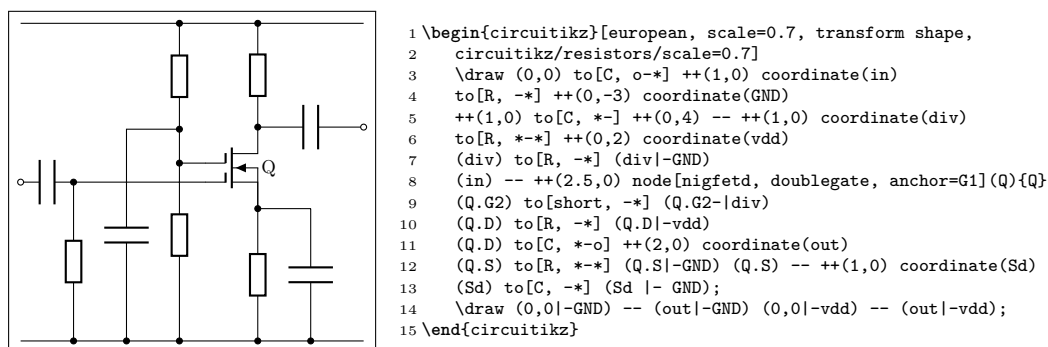 Q
1 \begin{circuitikz}[european, scale=0.7, transform shape,
2 circuitikz/resistors/scale=0.7]
3 \draw (0,0) to[C, o-*] ++(1,0) coordinate(in)
4 to[R, -*] ++(0,-3) coordinate(GND)
5 ++(1,0) to[C, *-] ++(0,4) -- ++(1,0) coordinate(div)
6 to[R, *-*] ++(0,2) coordinate(vdd)
7 (div) to[R, -*] (div|-GND)
8 (in) -- ++(2.5,0) node[nigfetd, doublegate, anchor=G1](Q){Q}
9 (Q.G2) to[short, -*] (Q.G2-|div)
10 (Q.D) to[R, -*] (Q.D|-vdd)
11 (Q.D) to[C, *-o] ++(2,0) coordinate(out)
12 (Q.S) to[R, *-*] (Q.S|-GND) (Q.S) -- ++(1,0) coordinate(Sd)
13 (Sd) to[C, -*] (Sd |- GND);
14 \draw (0,0|-GND) -- (out|-GND) (0,0|-vdd) -- (out|-vdd);
15 \end{circuitikz}